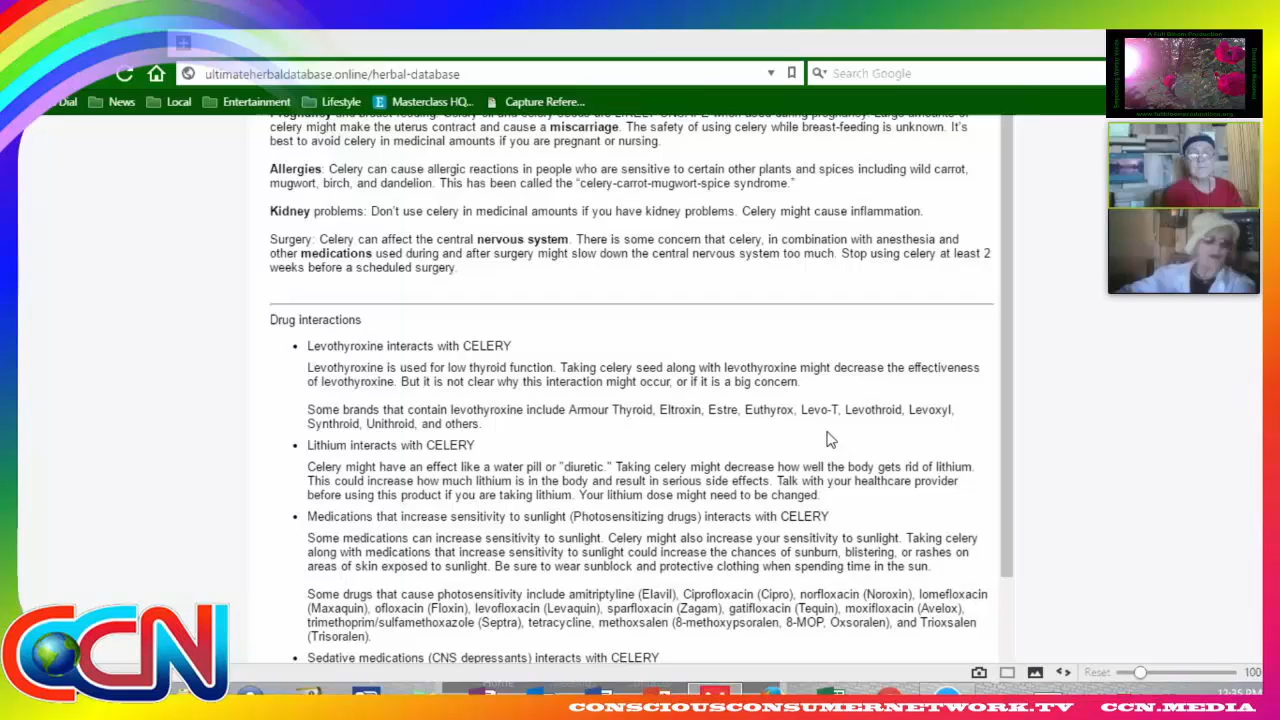 A Full Bloom Production
www.fullbloomproductions.org
ultimateherbaldatabase.online/herbal-database
Search Google
Dial
News
Local
Entertainment
Lifestyle
Masterclass HQ...
Capture Refere...
celery might make the uterus contract and cause a miscarriage. The safety of using celery while breast-feeding is unknown. It's
best to avoid celery in medicinal amounts if you are pregnant or nursing.
Allergies: Celery can cause allergic reactions in people who are sensitive to certain other plants and spices including wild carrot,
mugwort, birch, and dandelion. This has been called the “celery-carrot-mugwort-spice syndrome.”
Kidney problems: Don't use celery in medicinal amounts if you have kidney problems. Celery might cause inflammation.
Surgery: Celery can affect the central nervous system. There is some concern that celery, in combination with anesthesia and
other medications used during and after surgery might slow down the central nervous system too much. Stop using celery at least 2
weeks before a scheduled surgery.
Drug interactions
• Levothyroxine interacts with CELERY
Levothyroxine is used for low thyroid function. Taking celery seed along with levothyroxine might decrease the effectiveness
of levothyroxine. But it is not clear why this interaction might occur, or if it is a big concern.
Some brands that contain levothyroxine include Armour Thyroid, Eltroxin, Estre, Euthyrox, Levo-T, Levothroid, Levoxyl,
Synthroid, Unithroid, and others.
• Lithium interacts with CELERY
Celery might have an effect like a water pill or "diuretic." Taking celery might decrease how well the body gets rid of lithium.
This could increase how much lithium is in the body and result in serious side effects. Talk with your healthcare provider
before using this product if you are taking lithium. Your lithium dose might need to be changed.
• Medications that increase sensitivity to sunlight (Photosensitizing drugs) interacts with CELERY
Some medications can increase sensitivity to sunlight. Celery might also increase your sensitivity to sunlight. Taking celery
along with medications that increase sensitivity to sunlight could increase the chances of sunburn, blistering, or rashes on
areas of skin exposed to sunlight. Be sure to wear sunblock and protective clothing when spending time in the sun.
Some drugs that cause photosensitivity include amitriptyline (Elavil), Ciprofloxacin (Cipro), norfloxacin (Noroxin), lomefloxacin
(Maxaquin), ofloxacin (Floxin), levofloxacin (Levaquin), sparfloxacin (Zagam), gatifloxacin (Tequin), moxifloxacin (Avelox),
trimethoprim/sulfamethoxazole (Septra), tetracycline, methoxsalen (8-methoxypsoralen, 8-MOP, Oxsoralen), and Trioxsalen
(Trisoralen).
• Sedative medications (CNS depressants) interacts with CELERY
Reset
100
12:35 PM
CCN
CONSCIOUSCONSUMERNETWORK.TV CCN.MEDIA